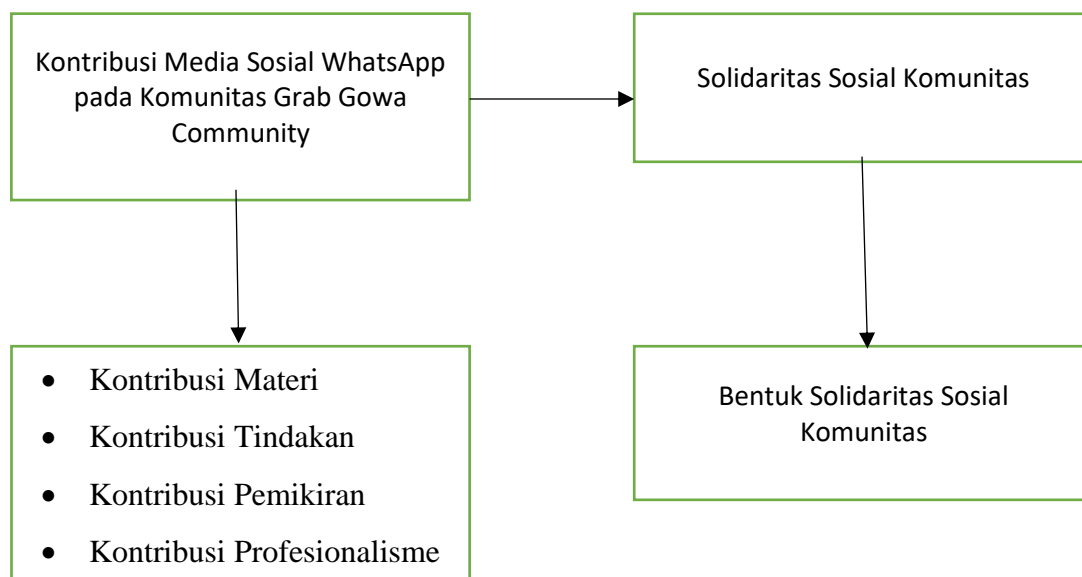 Kontribusi Media Sosial WhatsApp
pada Komunitas Grab Gowa
Community
Solidaritas Sosial Komunitas
• Kontribusi Materi
• Kontribusi Tindakan
• Kontribusi Pemikiran
• Kontribusi Profesionalisme
Bentuk Solidaritas Sosial
Komunitas